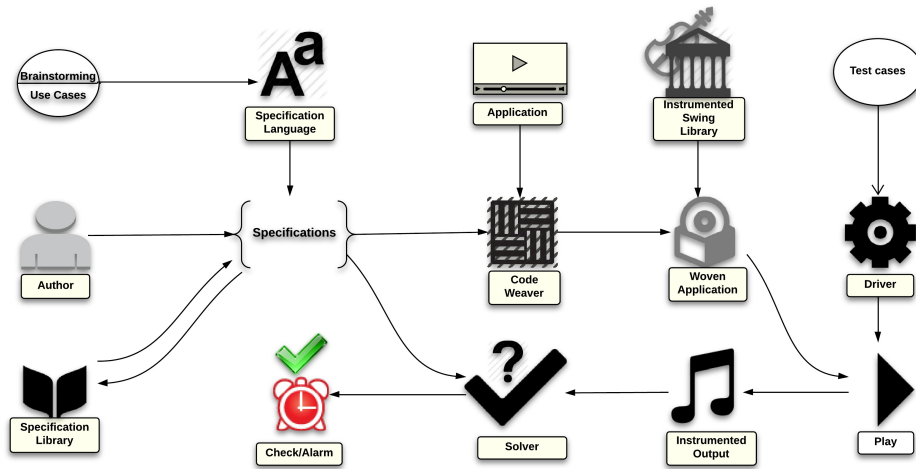 Brainstorming
Use Cases
Aa
Specification
Language
Application
Instrumented
Swing
Library
Test cases
Author
Specifications
Code
Weaver
Woven
Application
Driver
Specification
Library
Check/Alarm
?
Solver
Instrumented
Output
Play